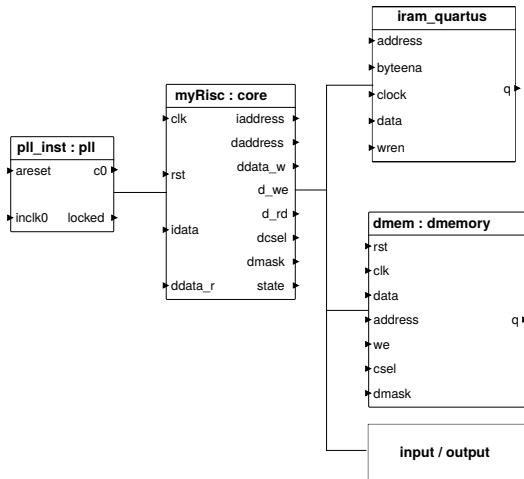 iram_quartus
address
byteena
clock
q
data
wren
myRisc : core
clk
iaddress
daddress
ddata_w
rst
d_we
d_rd
idata
dcsel
dmask
ddata_r
state
pll_inst : pll
areset
c0
inclk0
locked
dmem : dmemory
rst
clk
data
address
q
we
csel
dmask
input / output